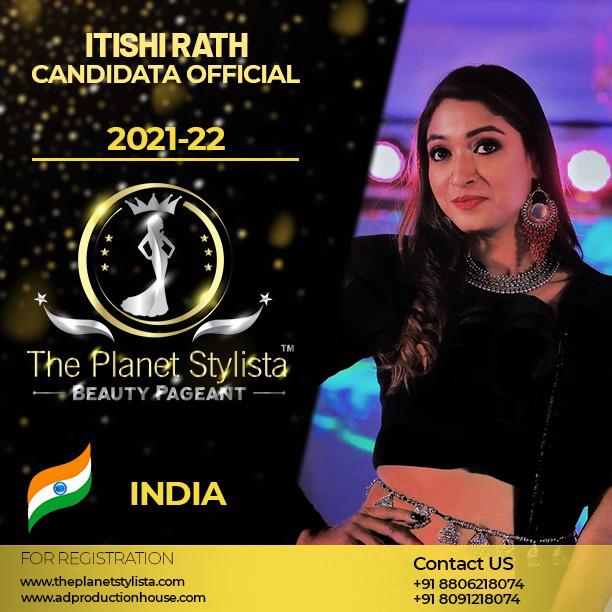 ITISHI RATH
CANDIDATA OFFICIAL
2021-22
The Planet Stylista™
BEAUTY PAGEANT
INDIA
FOR REGISTRATION
www.theplanetstylista.com
www.adproductionhouse.com
Contact US
+91 8806218074
+91 8091218074